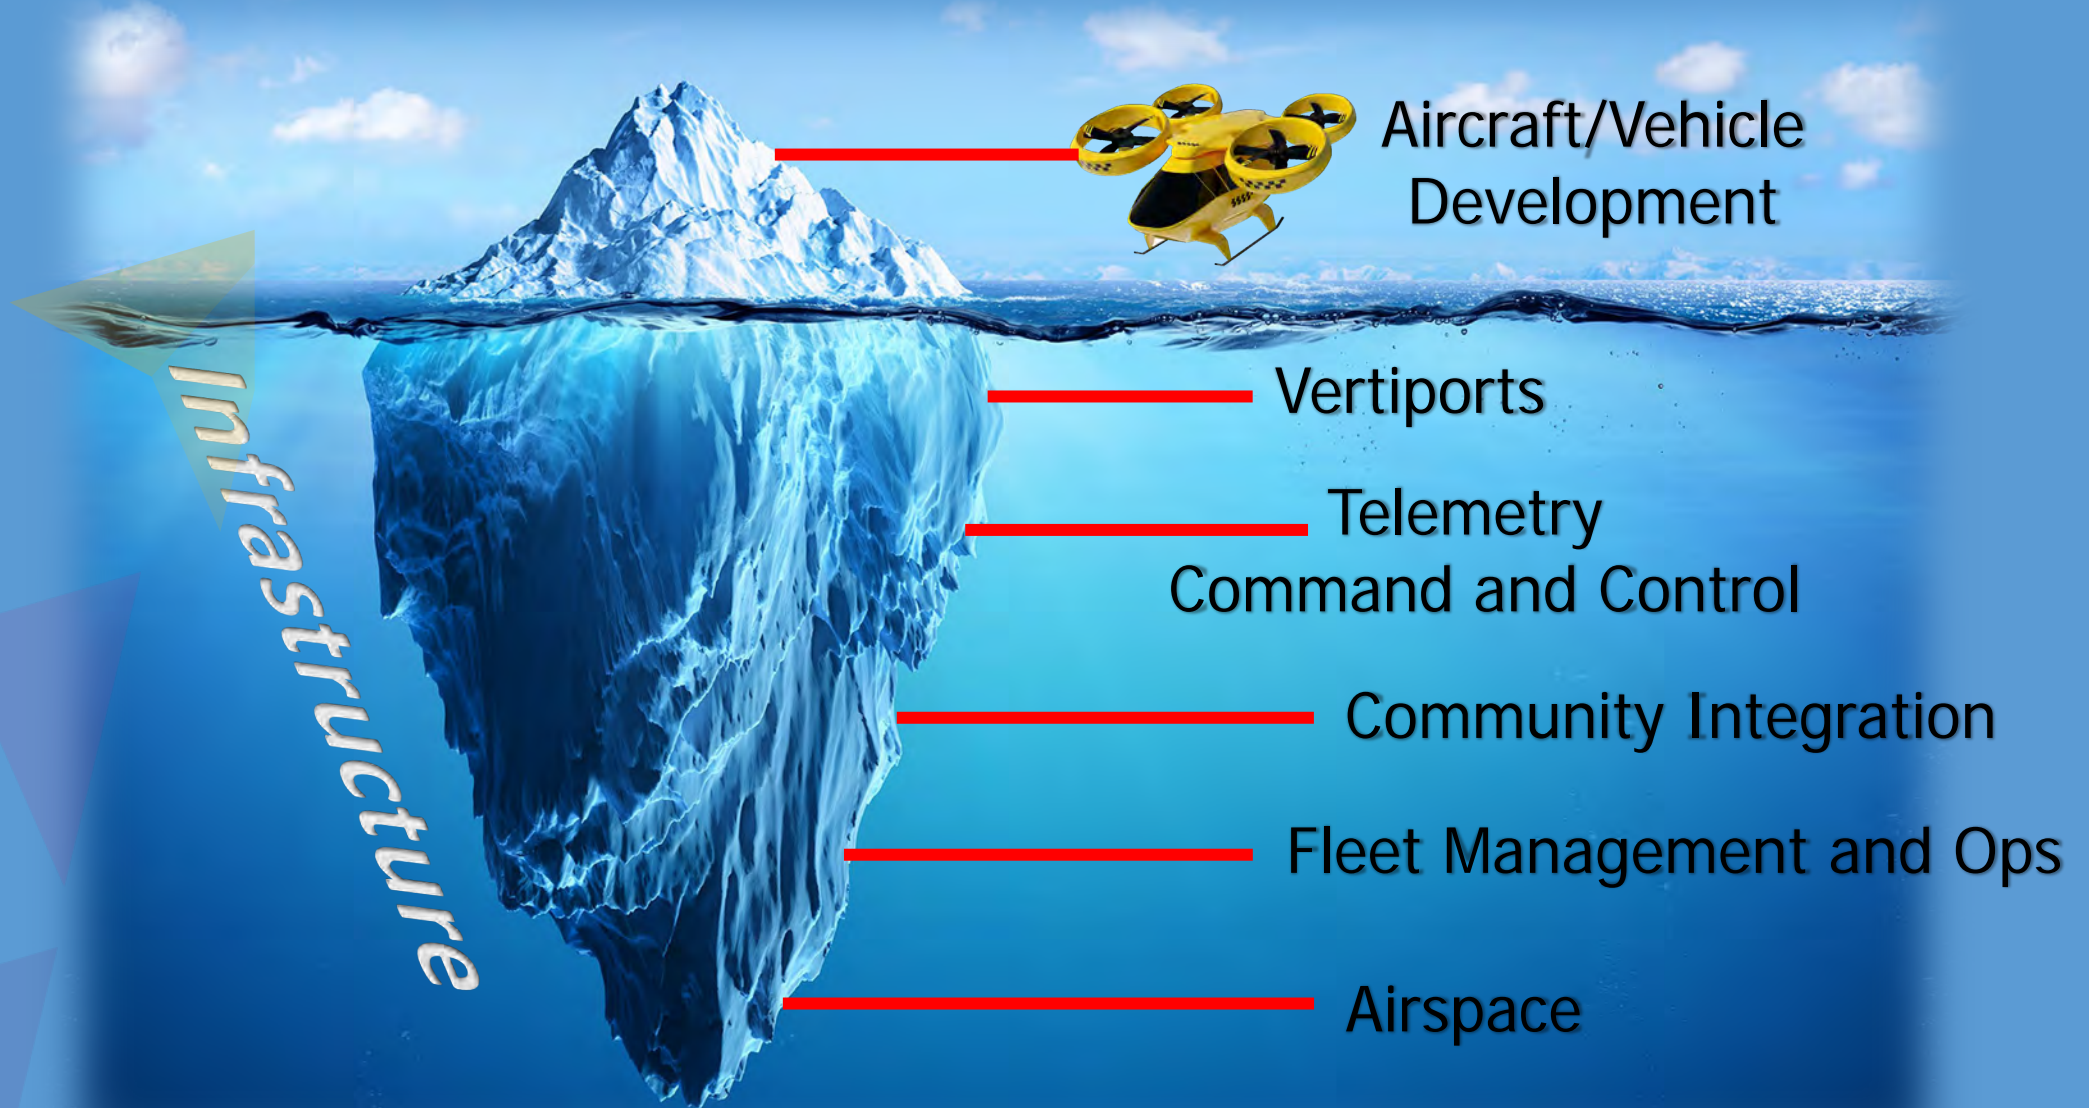 Aircraft/Vehicle
Development
Vertiports
Telemetry
Command and Control
Community Integration
Fleet Management and Ops
Airspace
Infrastructure